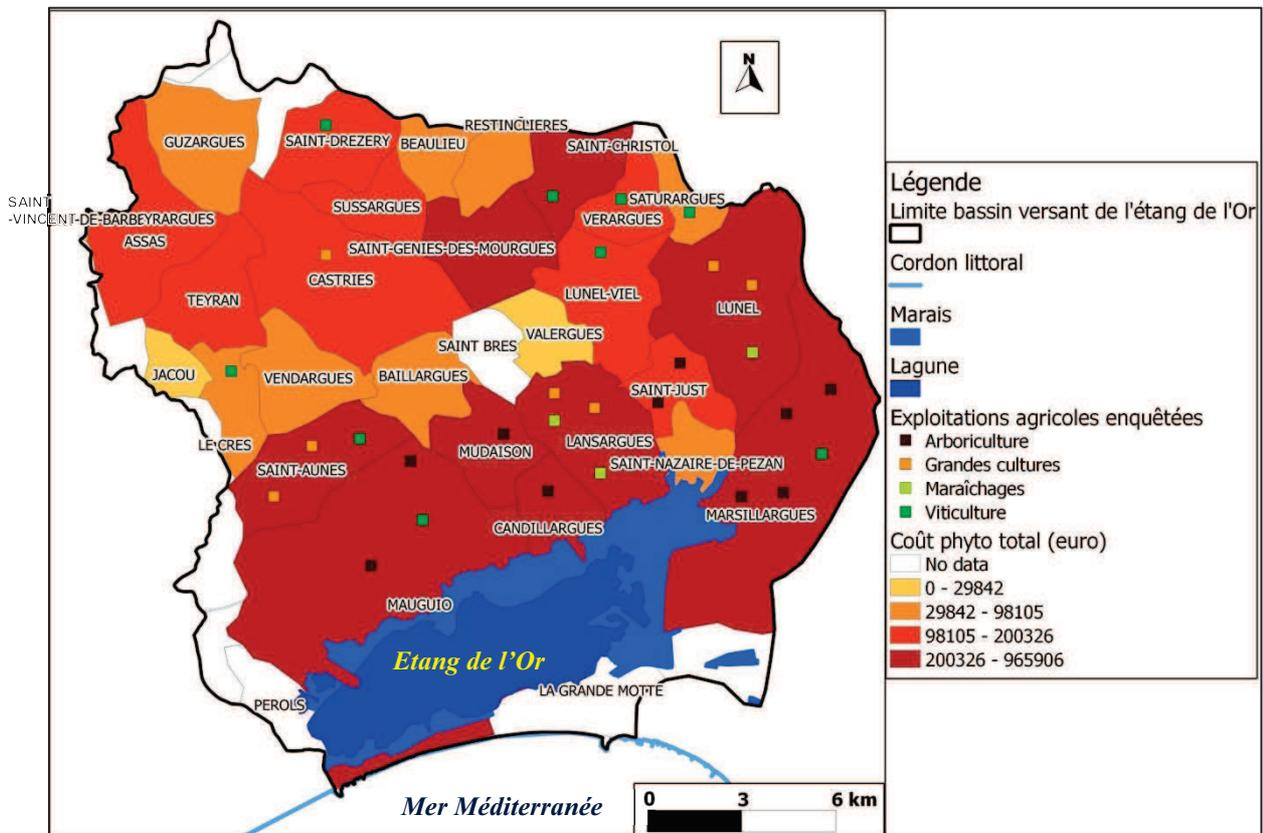 N
GUZARGUES
SAINT-DREZERY
BEAULIEU
RESTINCLIERES
SAINT-CHRISTOL
SAINT
-VINCENT-DE-BARBEYRARGUES
ASSAS
SUSSARGUES
SATURARGUES
VERARGUES
SAINT-GENIES-DES-MOURGUES
CASTRIES
TEYRAN
LUNEL-VIEL
LUNEL
VALERGUES
SAINT BRES
JACOU
VENDARGUES
BAILLARGUES
SAINT-JUST
LE CRES
SAINT-AUNES
MUDAISON
LANSARGUES
SAINT-NAZAIRE-DE-PEZAN
CANDILLARGUES
MARSILLARGUES
MAUGUIO
Etang de l'Or
LA GRANDE MOTTE
PEROLS
Mer Méditerranée
0 3 6 km
Légende
Limite bassin versant de l'étang de l'Or
Cordon littoral
Marais
Lagune
Exploitations agricoles enquêtées
Arboriculture
Grandes cultures
Maraîchages
Viticulture
Coût phyto total (euro)
No data
0 - 29842
29842 - 98105
98105 - 200326
200326 - 965906